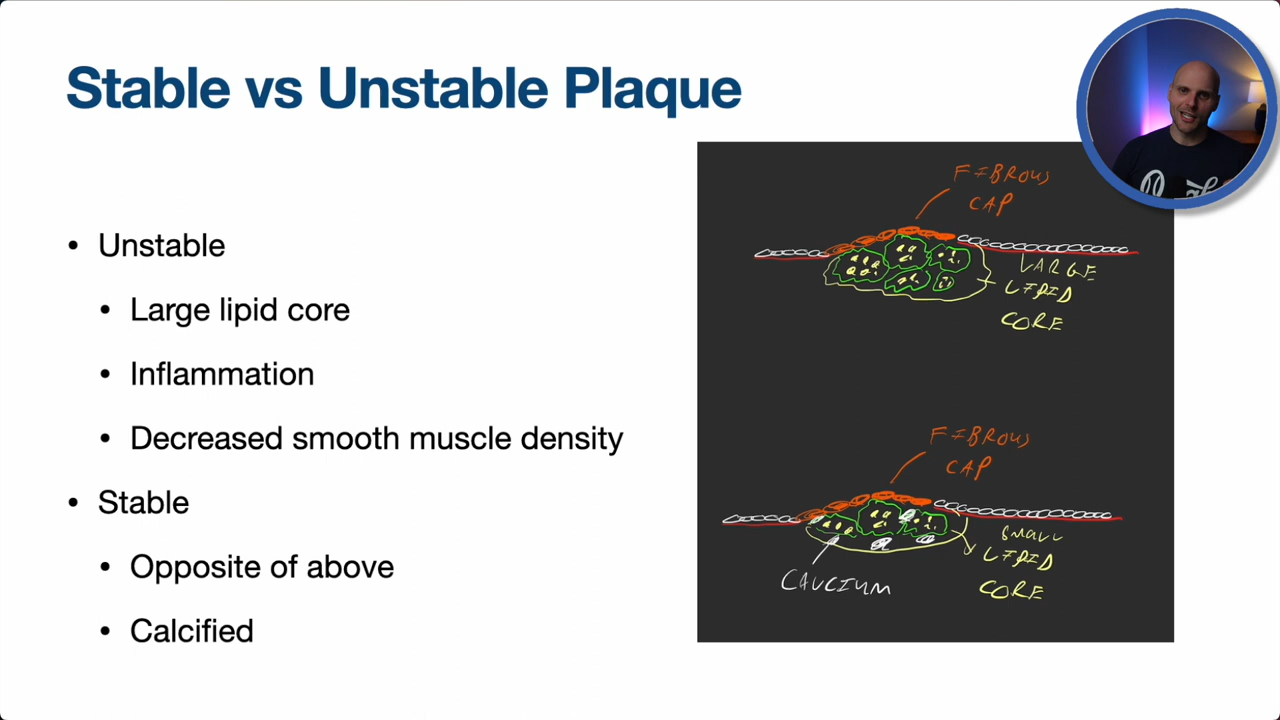 Stable vs Unstable Plaque
• Unstable
• Large lipid core
• Inflammation
• Decreased smooth muscle density
• Stable
• Opposite of above
• Calcified
FIBROUS
CAP
LARGE
LIPID
CORE
FIBROUS
CAP
SMALL
LIPID
CORE
CALCIUM